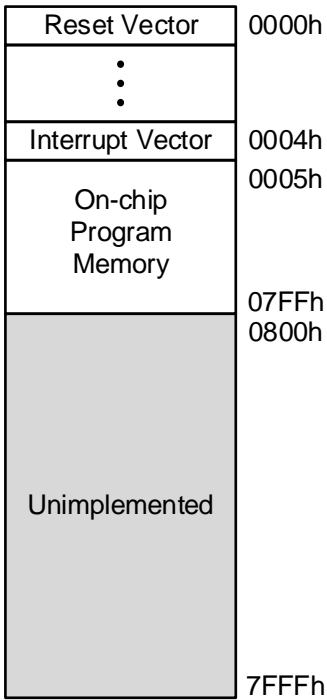 Reset Vector 0000h
Interrupt Vector 0004h
0005h
On-chip
Program
Memory
07FFh
0800h
Unimplemented
7FFFh